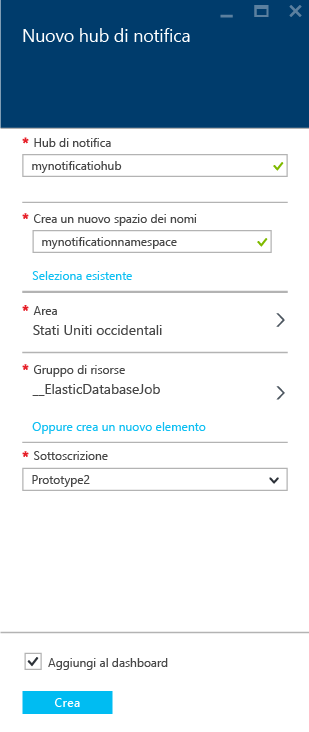 Nuovo hub di notifica
* Hub di notifica
mynotificatiohub
* Crea un nuovo spazio dei nomi
mynotificationnamespace
Seleziona esistente
* Area
Stati Uniti occidentali
* Gruppo di risorse
__ElasticDatabaseJob
Oppure crea un nuovo elemento
* Sottoscrizione
Prototype2
Aggiungi al dashboard
Crea